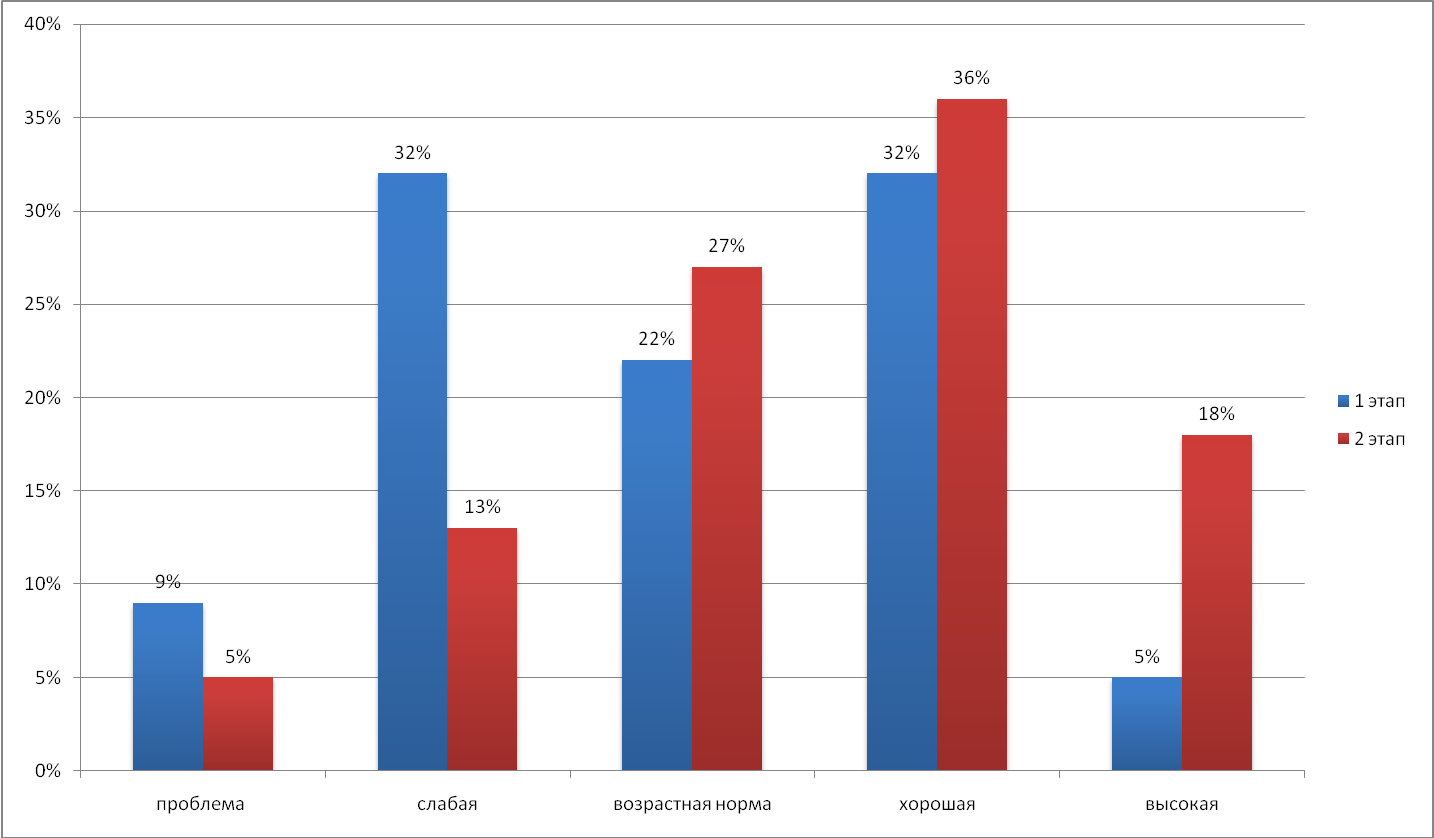 40%
35%
30%
25%
20%
15%
10%
5%
0%
9%
5%
32%
13%
22%
27%
32%
36%
5%
18%
проблема
слабая
возрастная норма
хорошая
высокая
1 этап
2 этап